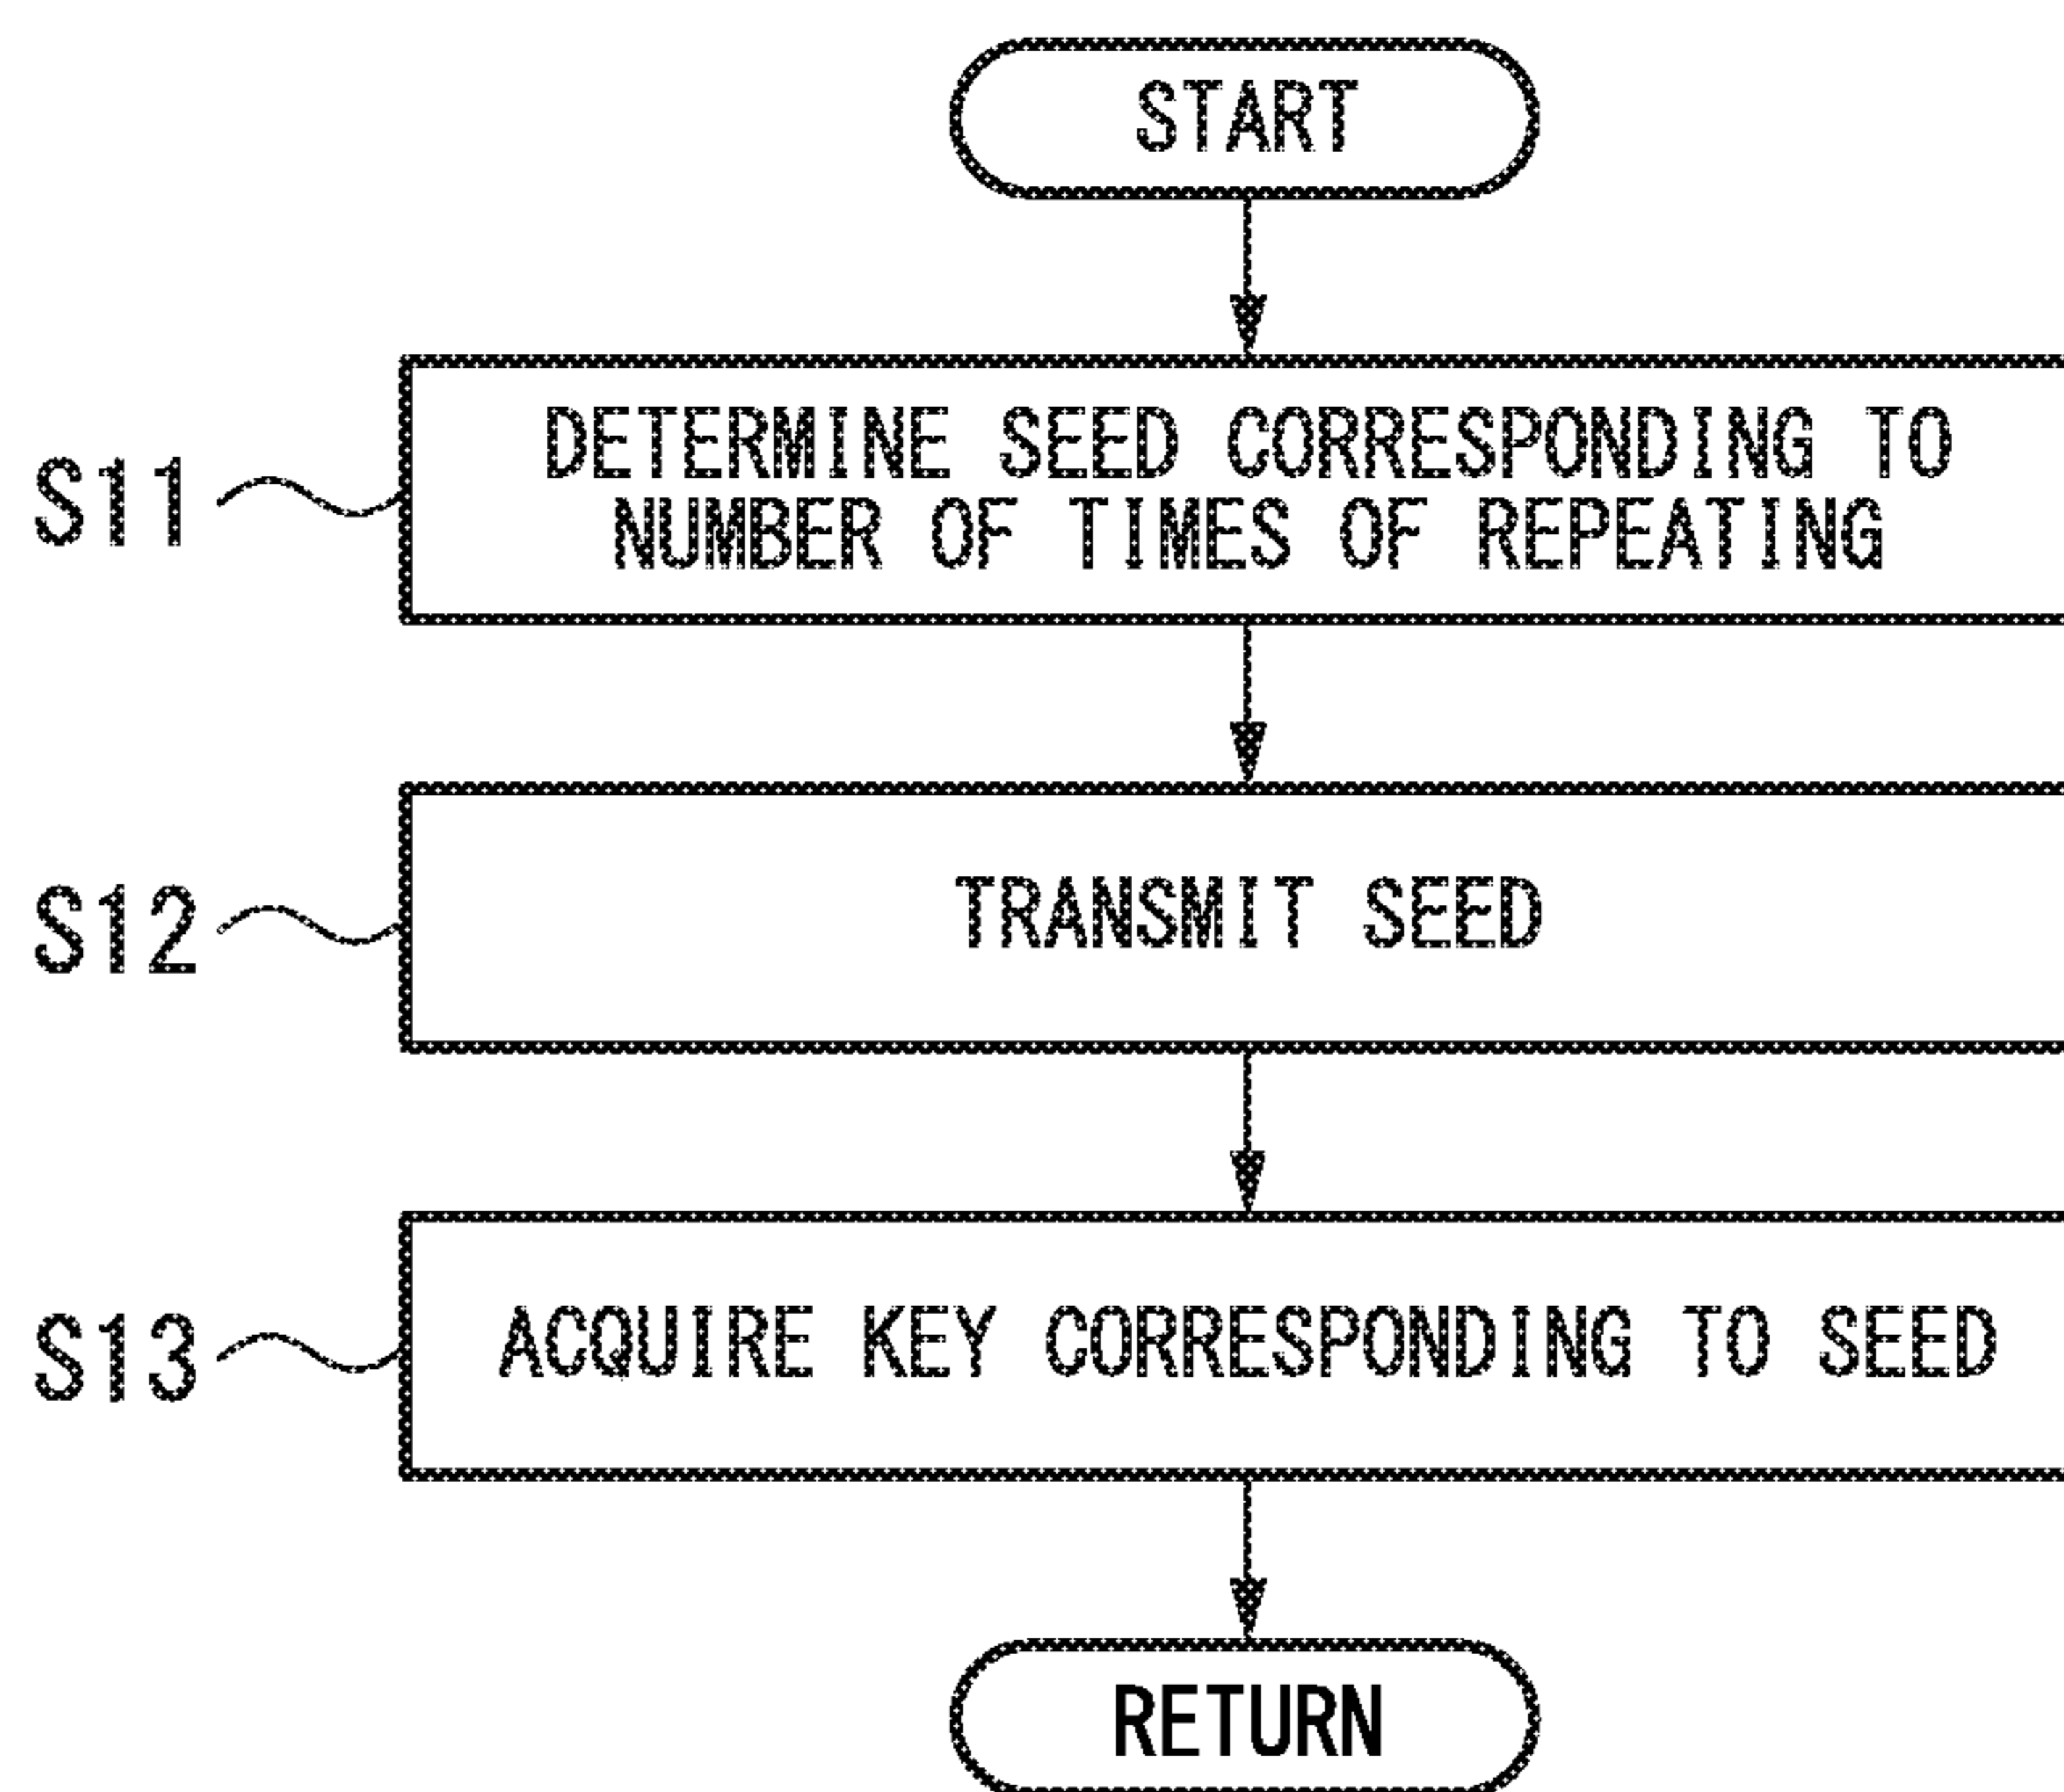 START
S11
DETERMINE SEED CORRESPONDING TO
NUMBER OF TIMES OF REPEATING
S12
TRANSMIT SEED
S13
ACQUIRE KEY CORRESPONDING TO SEED
RETURN